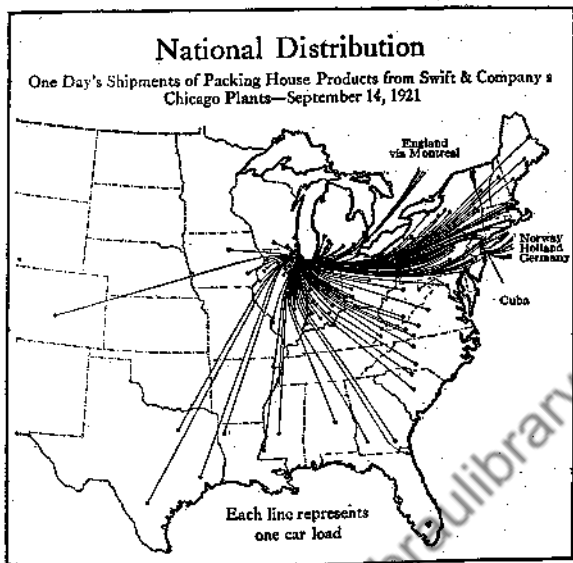 National Distribution
One Day's Shipments of Packing House Products from Swift & Company s
Chicago Plants—September 14, 1921
England
via Montreal
Norway
Holland
Germany
Cuba
Each line represents
one car load
braulibrary